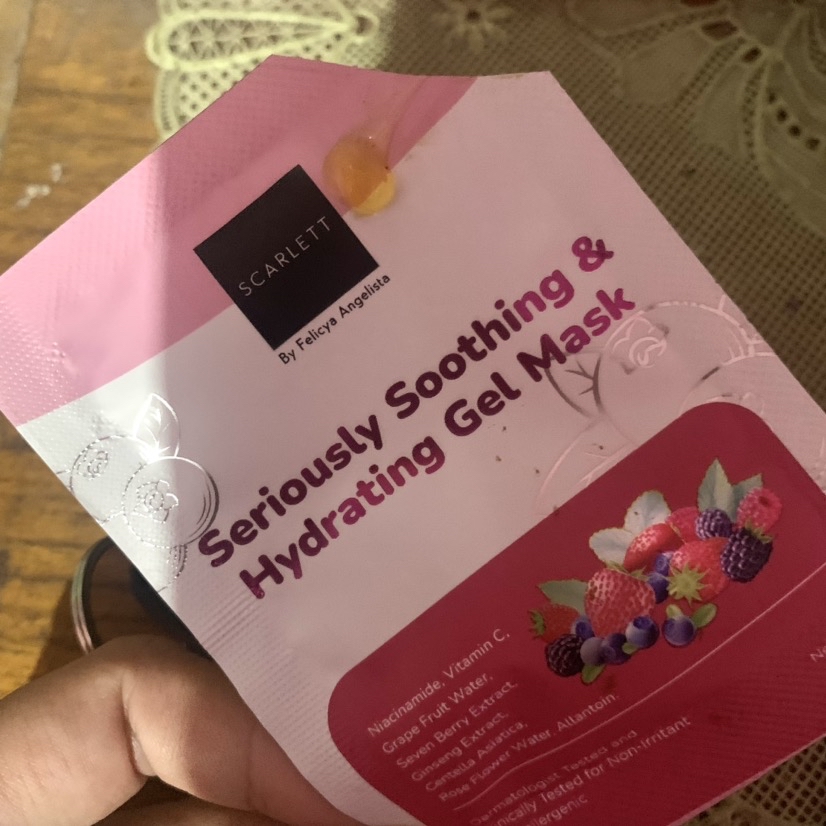 SCARLETT
By Felicya Angelista
Seriously Soothing &
Hydrating Gel Mask
Niacinamide, Vitamin C,
Grape Fruit Water,
Seven Berry Extract,
Ginseng Extract,
Centella Asiatica,
Rose Flower Water, Allantoin.
Dermatologist Tested and
Tested for Non-Irritant